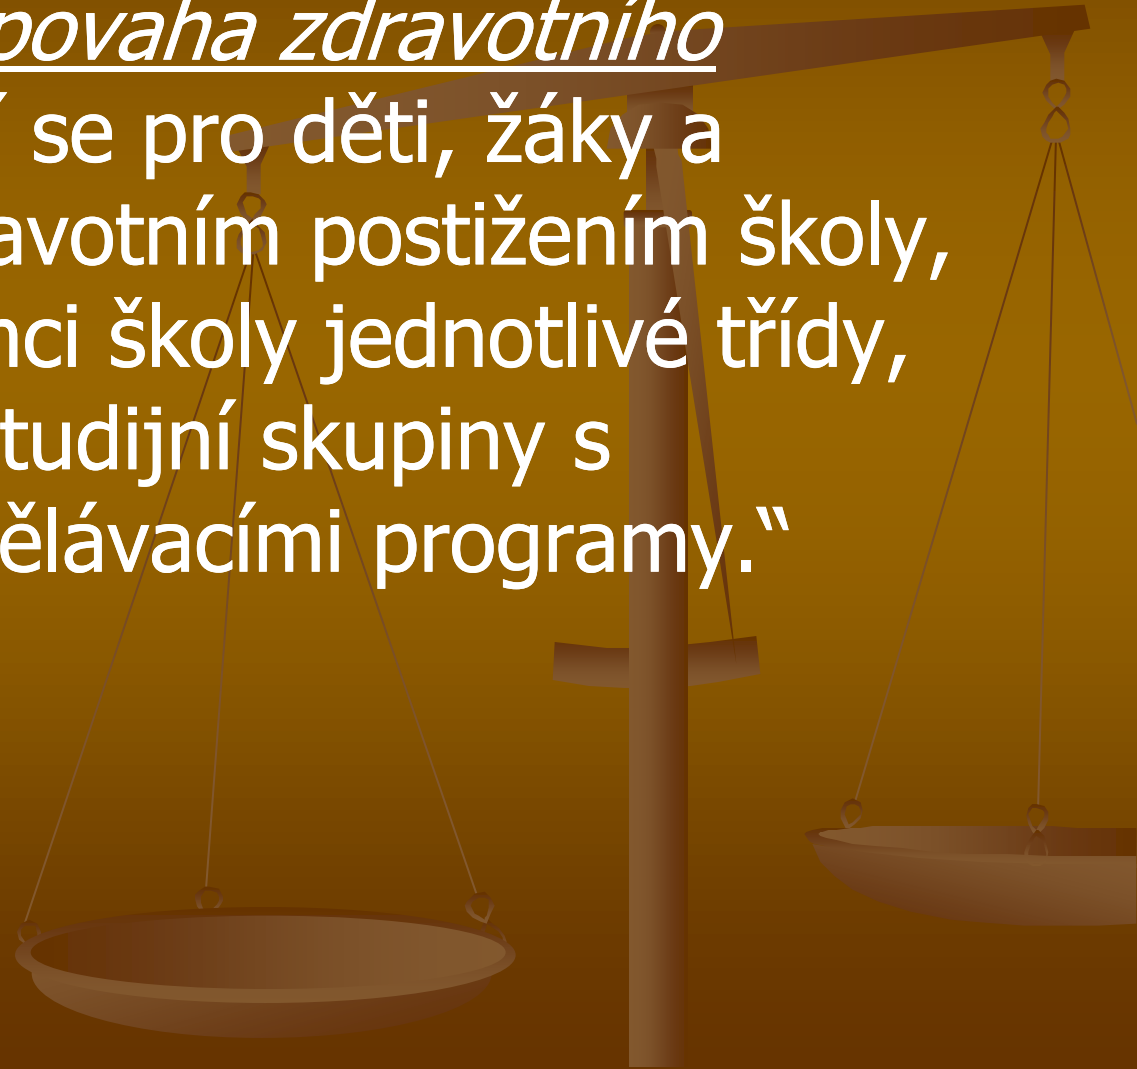 povaha zdravotního
í se pro děti, žáky a
avotním postižením školy,
nci školy jednotlivé třídy,
tudijní skupiny s
ělávacími programy.“